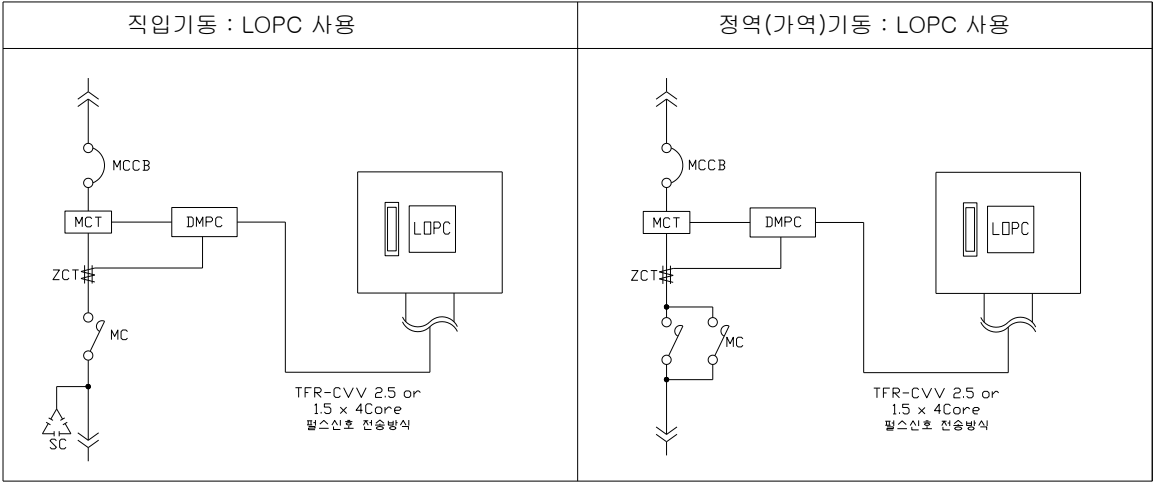 직입기동 : LOPC 사용
MCCB
MCT
DMPC
LOPC
ZCT
MC
SC
TFR-CVV 2.5 or
1.5 x 4Core
펄스신호 전송방식
정역(가역)기동 : LOPC 사용
MCCB
MCT
DMPC
LOPC
ZCT
MC
TFR-CVV 2.5 or
1.5 x 4Core
펄스신호 전송방식